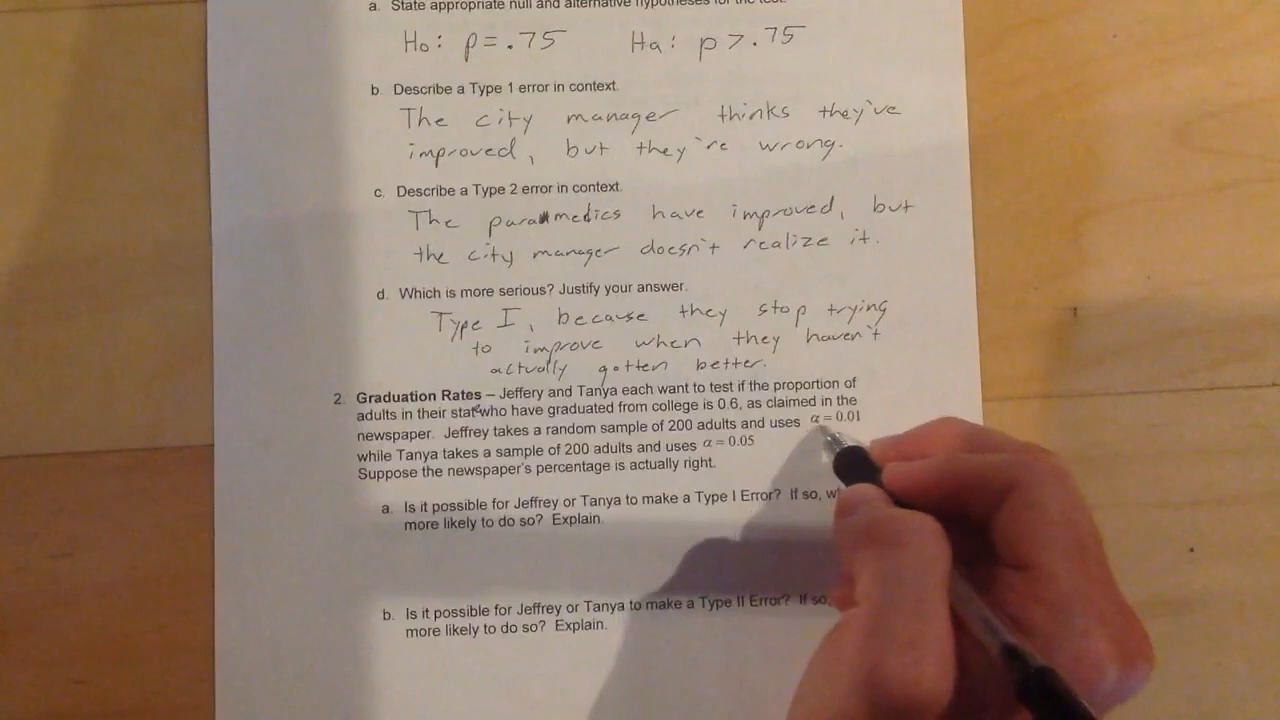 a. State appropriate null and alternative hypotheses for the test.
Ho: p=.75 Ha: p>.75
b. Describe a Type 1 error in context.
The city manager thinks they've
improved, but they're wrong.
c. Describe a Type 2 error in context.
The paramedics have improved, but
the city manager doesn't realize it.
d. Which is more serious? Justify your answer.
Type I, because they stop trying
to improve when they haven't
actually gotten better.
2. Graduation Rates – Jeffery and Tanya each want to test if the proportion of
adults in their state who have graduated from college is 0.6, as claimed in the
newspaper. Jeffrey takes a random sample of 200 adults and uses α = 0.01
while Tanya takes a sample of 200 adults and uses α = 0.05
Suppose the newspaper's percentage is actually right.
a. Is it possible for Jeffrey or Tanya to make a Type I Error? If so,
more likely to do so? Explain.
b. Is it possible for Jeffrey or Tanya to make a Type II Error? If so,
more likely to do so? Explain.